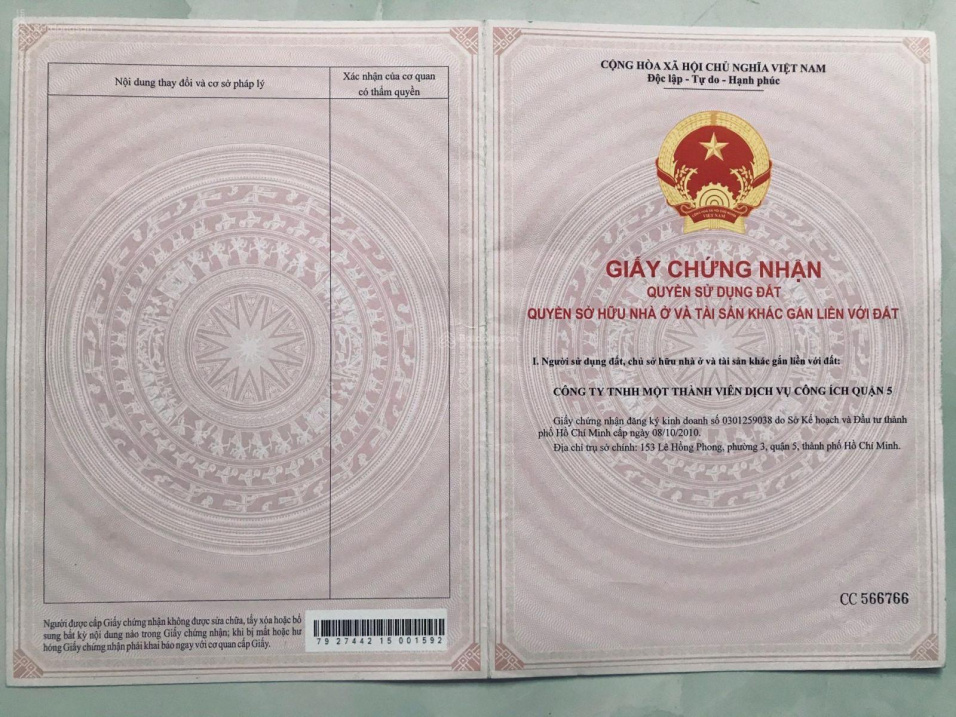 Nội dung thay đổi và cơ sở pháp lý
Xác nhận của cơ quan
có thẩm quyền
Người được cấp Giấy chứng nhận không được sửa chữa, tẩy xóa hoặc bổ
sung bất kỳ nội dung nào trong Giấy chứng nhận; khi bị mất hoặc hư
hỏng Giấy chứng nhận phải khai báo ngay với cơ quan cấp Giấy.
79 27442 15 001592
CỘNG HÒA XÃ HỘI CHỦ NGHĨA VIỆT NAM
Độc lập - Tự do - Hạnh phúc
VIỆT NAM
GIẤY CHỨNG NHẬN
QUYỀN SỬ DỤNG ĐẤT
QUYỀN SỞ HỮU NHÀ Ở VÀ TÀI SẢN KHÁC GẮN LIỀN VỚI ĐẤT
I. Người sử dụng đất, chủ sở hữu nhà ở và tài sản khác gắn liền với đất:
CÔNG TY TNHH MỘT THÀNH VIÊN DỊCH VỤ CÔNG ÍCH QUẬN 5
Giấy chứng nhận đăng ký kinh doanh số 0301259038 do Sở Kế hoạch và Đầu tư thành
phố Hồ Chí Minh cấp ngày 08/10/2010.
Địa chỉ trụ sở chính: 153 Lê Hồng Phong, phường 3, quận 5, thành phố Hồ Chí Minh.
CC 566766